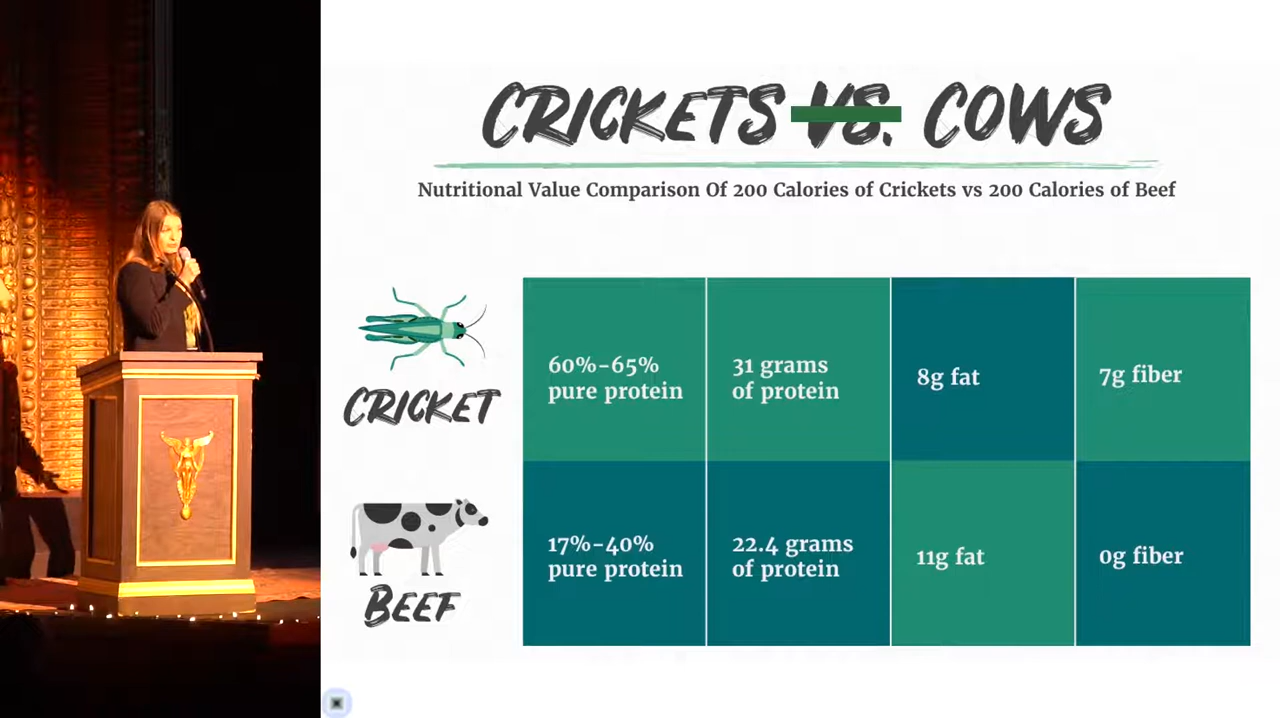 CRICKETS VS. COWS
Nutritional Value Comparison Of 200 Calories of Crickets vs 200 Calories of Beef
60%-65%
pure protein
31 grams
of protein
8g fat
7g fiber
CRICKET
17%-40%
pure protein
22.4 grams
of protein
11g fat
0g fiber
BEEF